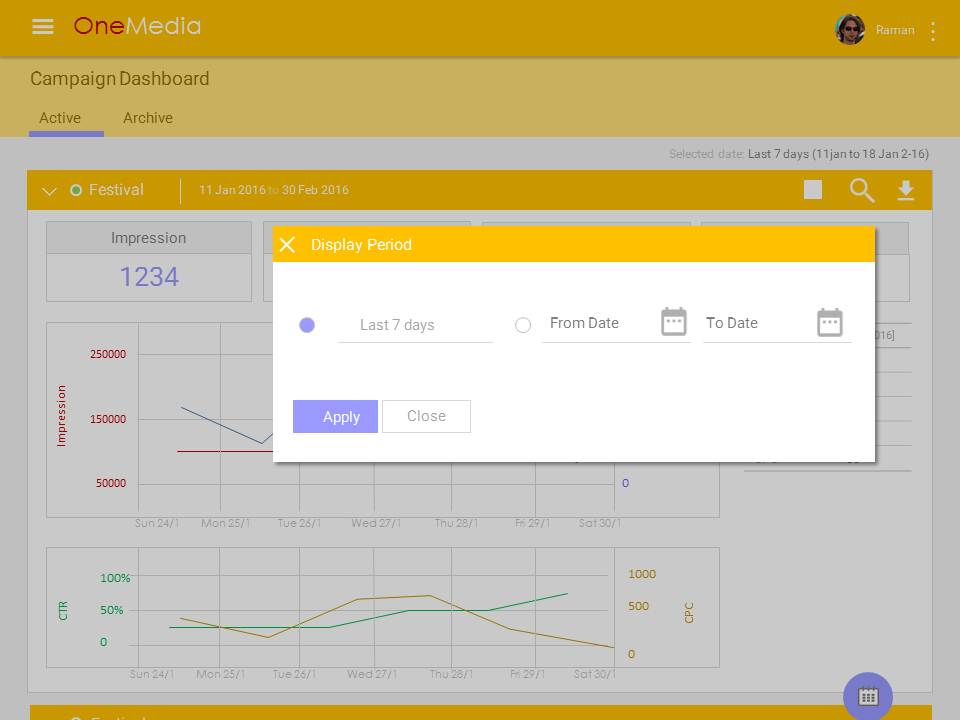 OneMedia
Raman
Campaign Dashboard
Active Archive
Selected date: Last 7 days (11jan to 18 Jan 2-16)
Festival 11 Jan 2016 to 30 Feb 2016
Impression
1234
Display Period
Last 7 days From Date To Date
Apply Close
2016]
Impression
250000
150000
50000
0
Sun 24/1 Mon 25/1 Tue 26/1 Wed 27/1 Thu 28/1 Fri 29/1 Sat 30/1
CTR
100%
50%
0
1000
500
0
CPC
Sun 24/1 Mon 25/1 Tue 26/1 Wed 27/1 Thu 28/1 Fri 29/1 Sat 30/1